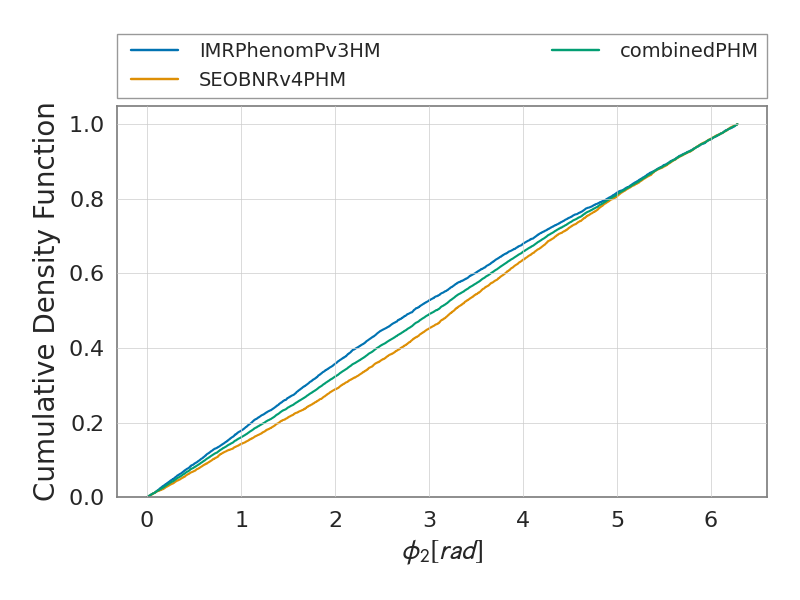 IMRPhenomPv3HM
SEOBNRv4PHM
combinedPHM
Cumulative Density Function
1.0
0.8
0.6
0.4
0.2
0.0
0 1 2 3 4 5 6
ϕ₂[rad]